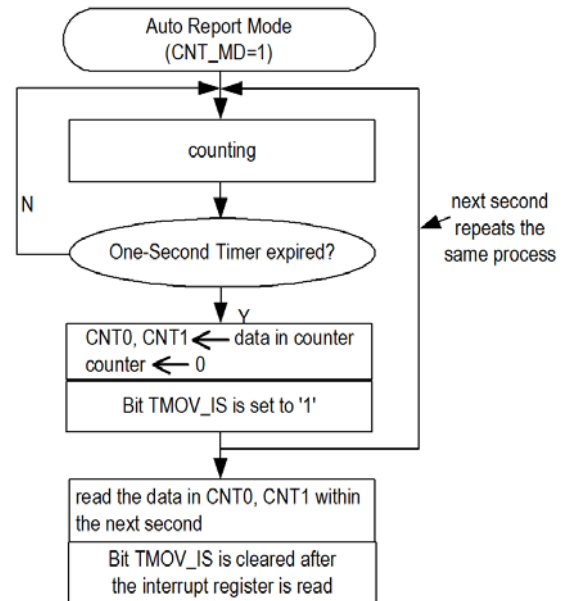 Auto Report Mode
(CNT_MD=1)
counting
N
next second
repeats the
same process
One-Second Timer expired?
Y
CNT0, CNT1 ← data in counter
counter ← 0
Bit TMOV_IS is set to '1'
read the data in CNT0, CNT1 within
the next second
Bit TMOV_IS is cleared after
the interrupt register is read